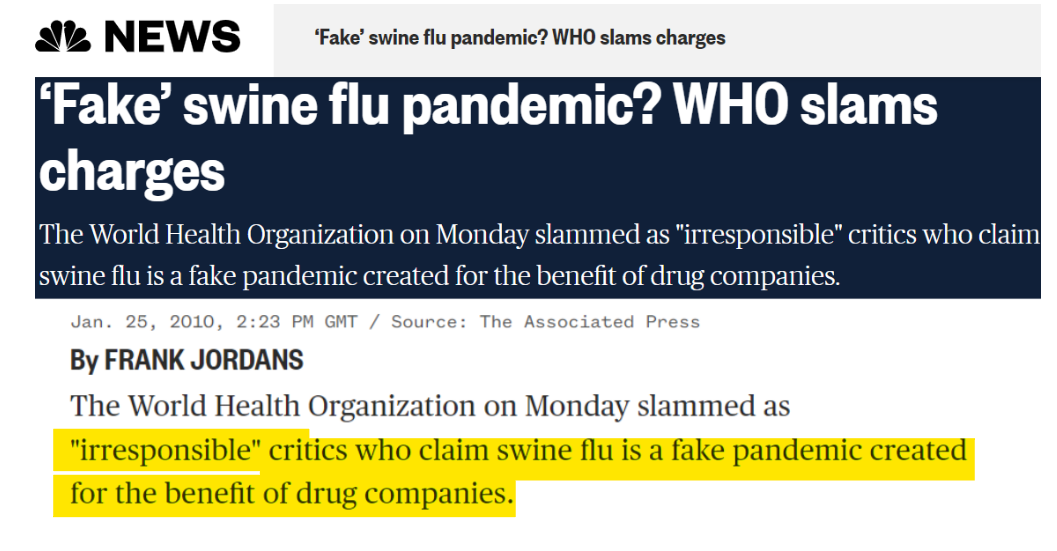 NEWS
‘Fake’ swine flu pandemic? WHO slams charges
‘Fake’ swine flu pandemic? WHO slams
charges
The World Health Organization on Monday slammed as "irresponsible" critics who claim
swine flu is a fake pandemic created for the benefit of drug companies.
Jan. 25, 2010, 2:23 PM GMT / Source: The Associated Press
By FRANK JORDANS
The World Health Organization on Monday slammed as
"irresponsible" critics who claim swine flu is a fake pandemic created
for the benefit of drug companies.